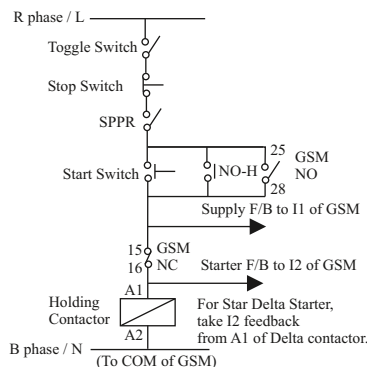 R phase / L
Toggle Switch
Stop Switch
SPPR
Start Switch
NO-H
25
GSM
NO
28
Supply F/B to I1 of GSM
15
GSM
16
NC
Starter F/B to I2 of GSM
A1
Holding
Contactor
A2
For Star Delta Starter,
take I2 feedback
from A1 of Delta contactor.
B phase / N
(To COM of GSM)